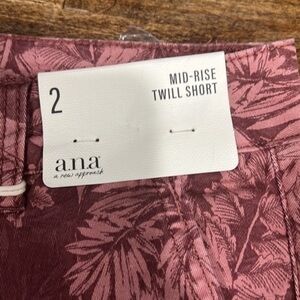 2
MID-RISE
TWILL SHORT
a.n.a
a new approach